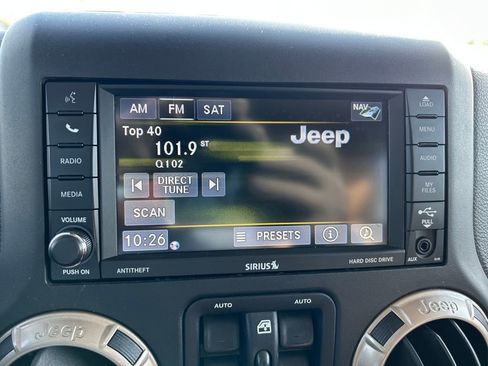 AM FM SAT NAV
Top 40
101.9 ST
Q102
Jeep
DIRECT
TUNE
SCAN
10:26 PRESETS
PHONE
RADIO
MEDIA
VOLUME
PUSH ON
LOAD
MENU
AUDIO
MY
FILES
PULL
AUX
ANTITHEFT SIRIUS HARD DISC DRIVE
AUTO AUTO
Jeep Jeep